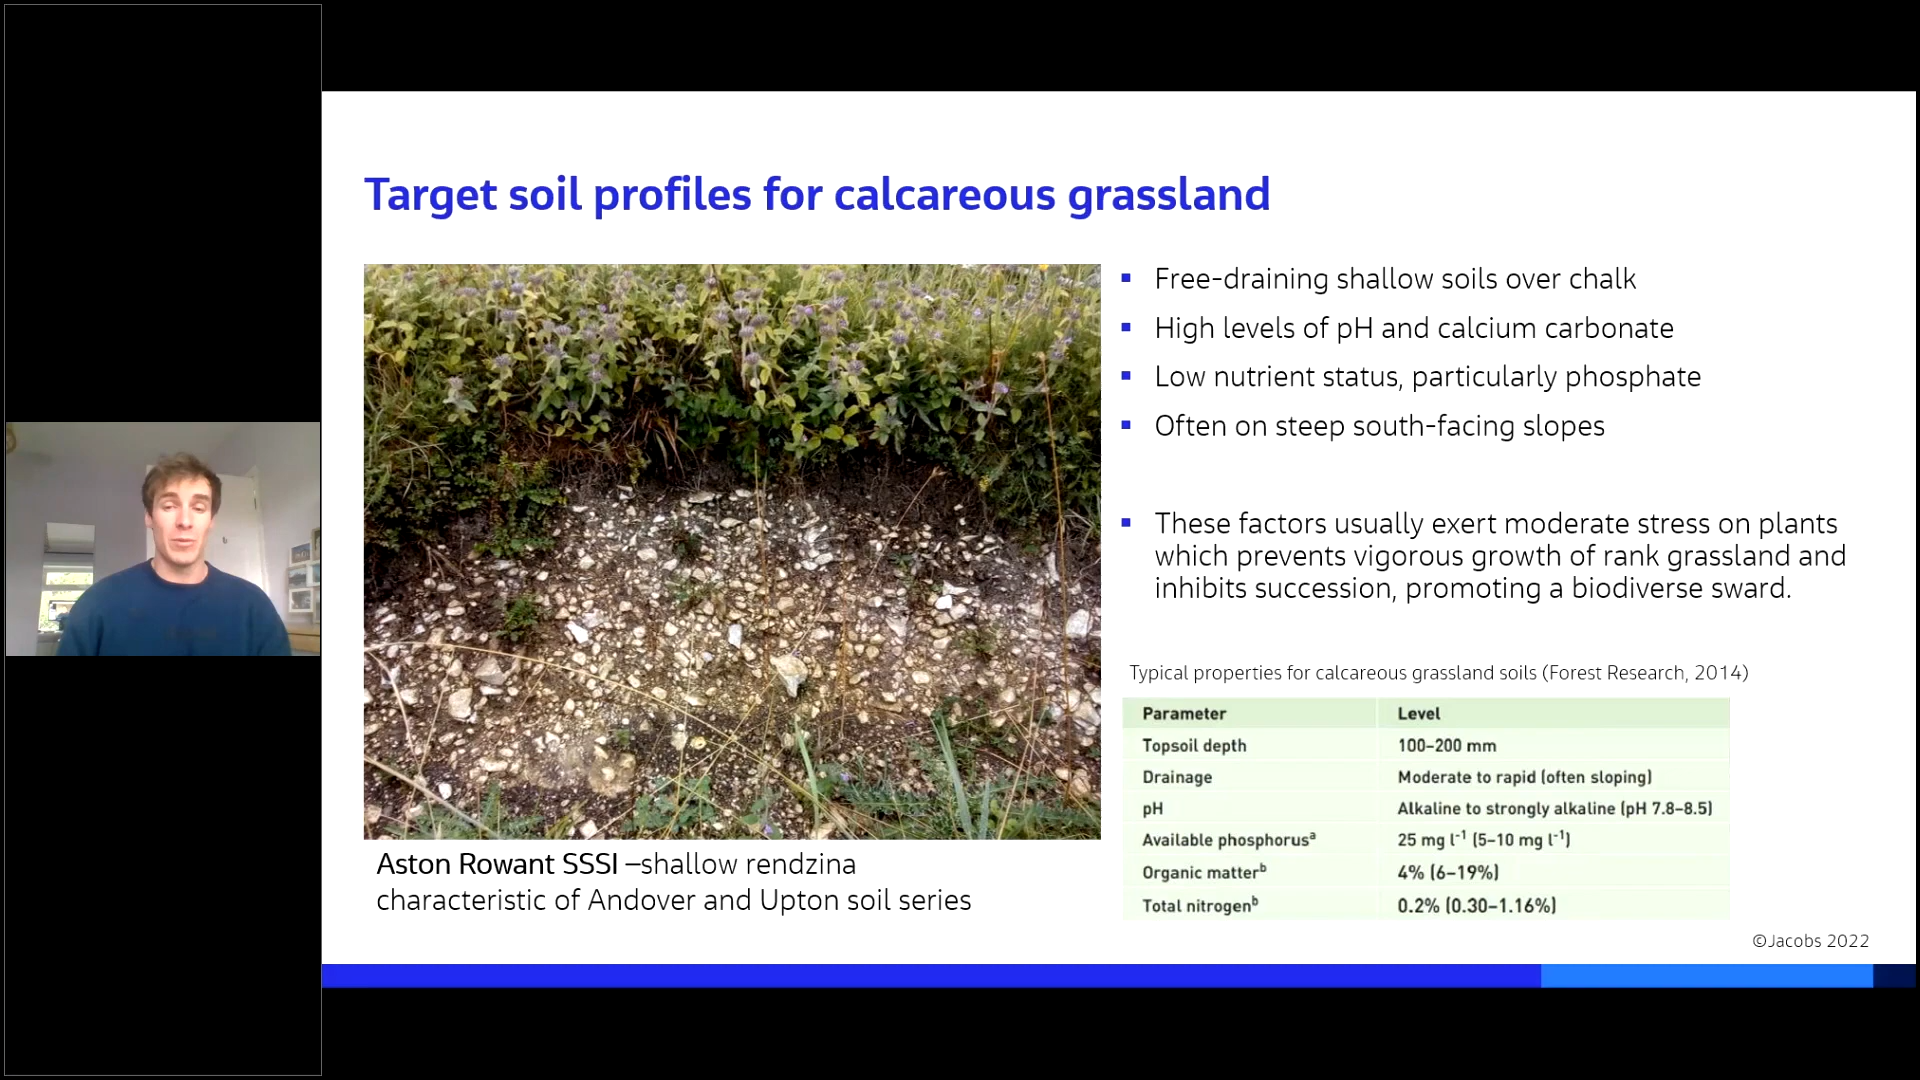 Target soil profiles for calcareous grassland
▪ Free-draining shallow soils over chalk
▪ High levels of pH and calcium carbonate
▪ Low nutrient status, particularly phosphate
▪ Often on steep south-facing slopes
▪ These factors usually exert moderate stress on plants
which prevents vigorous growth of rank grassland and
inhibits succession, promoting a biodiverse sward.
Typical properties for calcareous grassland soils (Forest Research, 2014)
Parameter Level
Topsoil depth 100–200 mm
Drainage Moderate to rapid (often sloping)
pH Alkaline to strongly alkaline (pH 7.8–8.5)
Available phosphorusᵃ 25 mg l⁻¹ (5–10 mg l⁻¹)
Organic matterᵇ 4% (6–19%)
Total nitrogenᵇ 0.2% (0.30–1.16%)
Aston Rowant SSSI –shallow rendzina
characteristic of Andover and Upton soil series
©Jacobs 2022